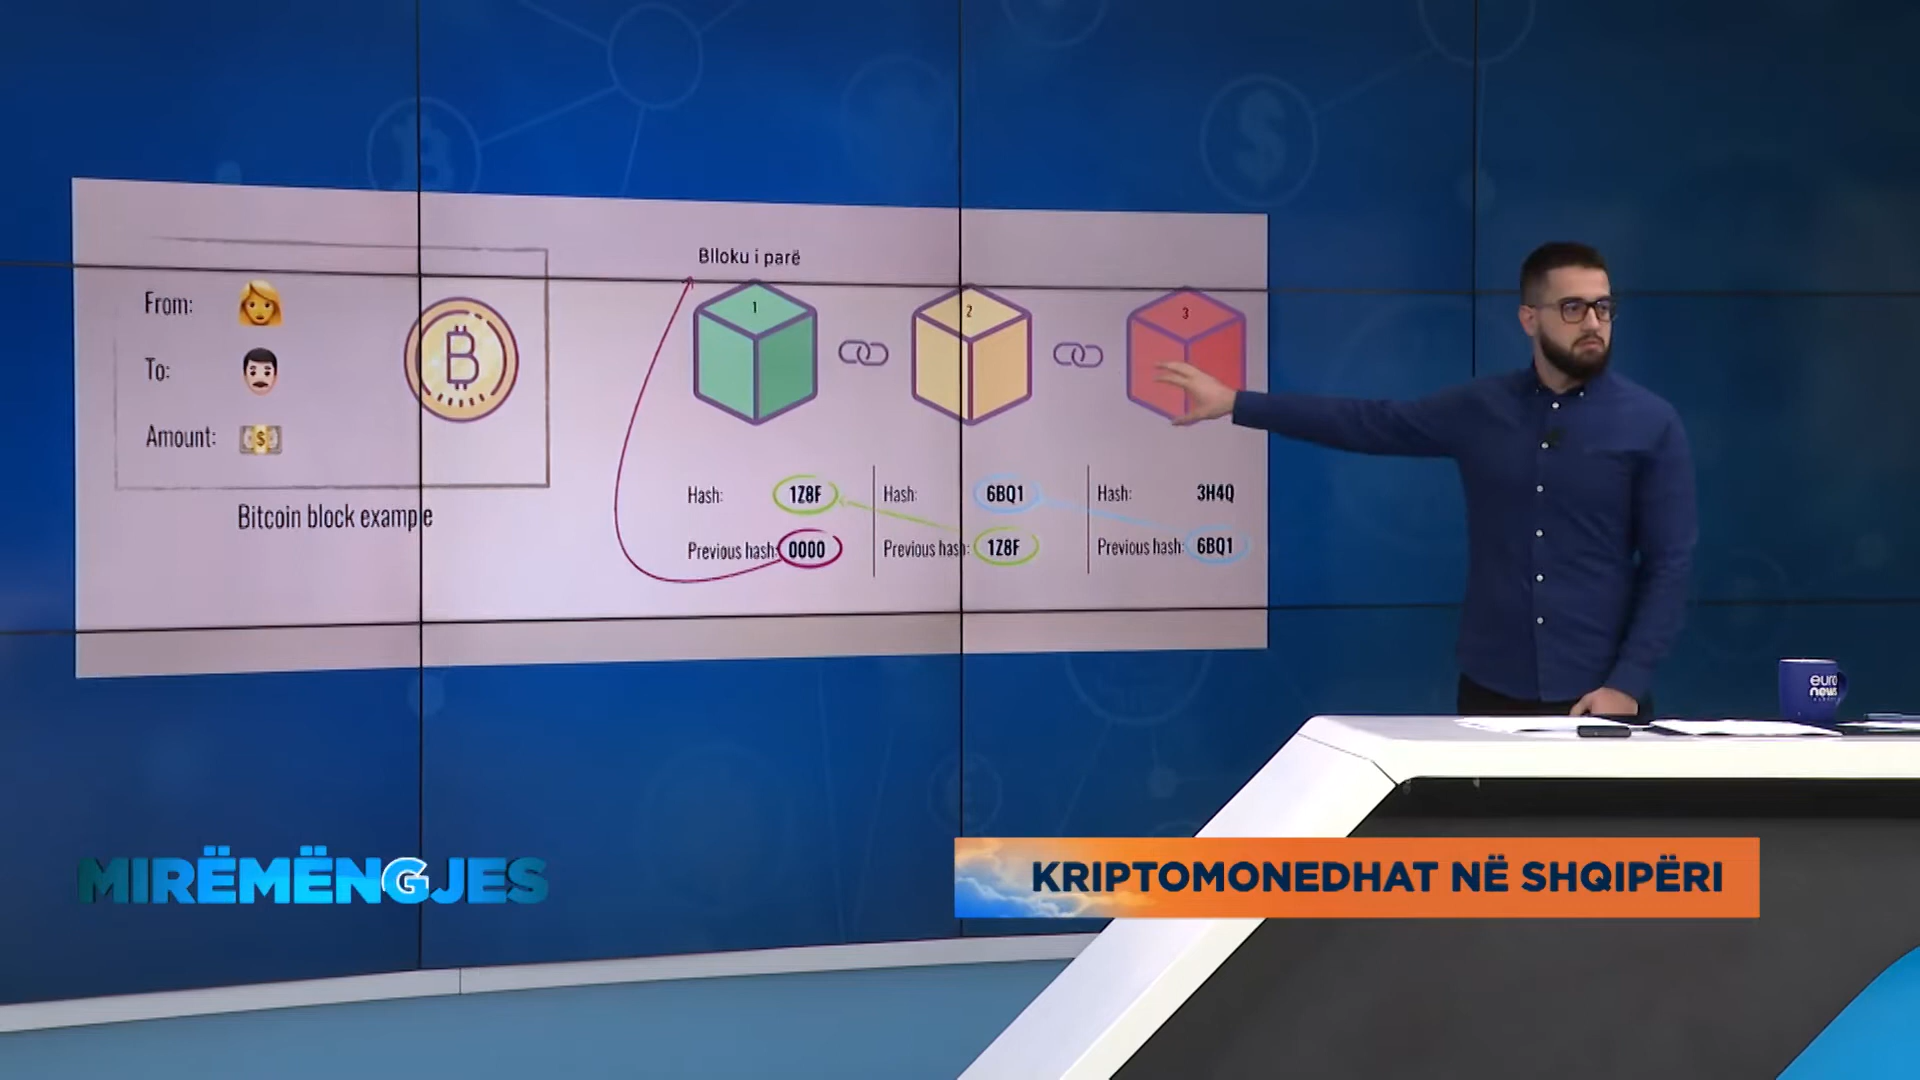 Blloku i parë
From:
To:
Amount:
Bitcoin block example
1
2
3
Hash: 1Z8F
Previous hash: 0000
Hash: 6BQ1
Previous hash: 1Z8F
Hash: 3H4Q
Previous hash: 6BQ1
euro
news
MIRËMËNGJES
KRIPTOMONEDHAT NË SHQIPËRI